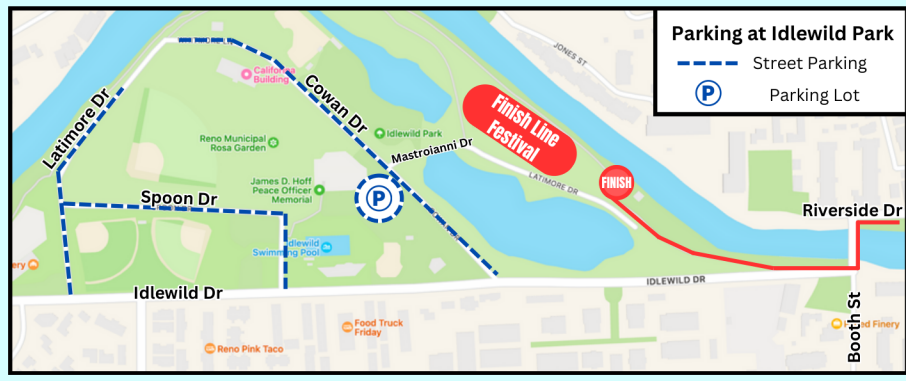 Parking at Idlewild Park
Street Parking
P
Parking Lot
JONES ST
California
Building
Cowan Dr
Latimore Dr
Finish Line
Festival
Idlewild Park
Reno Municipal
Rosa Garden
Mastroianni Dr
James D. Hoff
Peace Officer
Memorial
P
LATIMORE DR
FINISH
Spoon Dr
Riverside Dr
Idlewild
Swimming Pool
ery
IDLEWILD DR
Idlewild Dr
Booth St
Food Truck
Friday
Finery
Reno Pink Taco